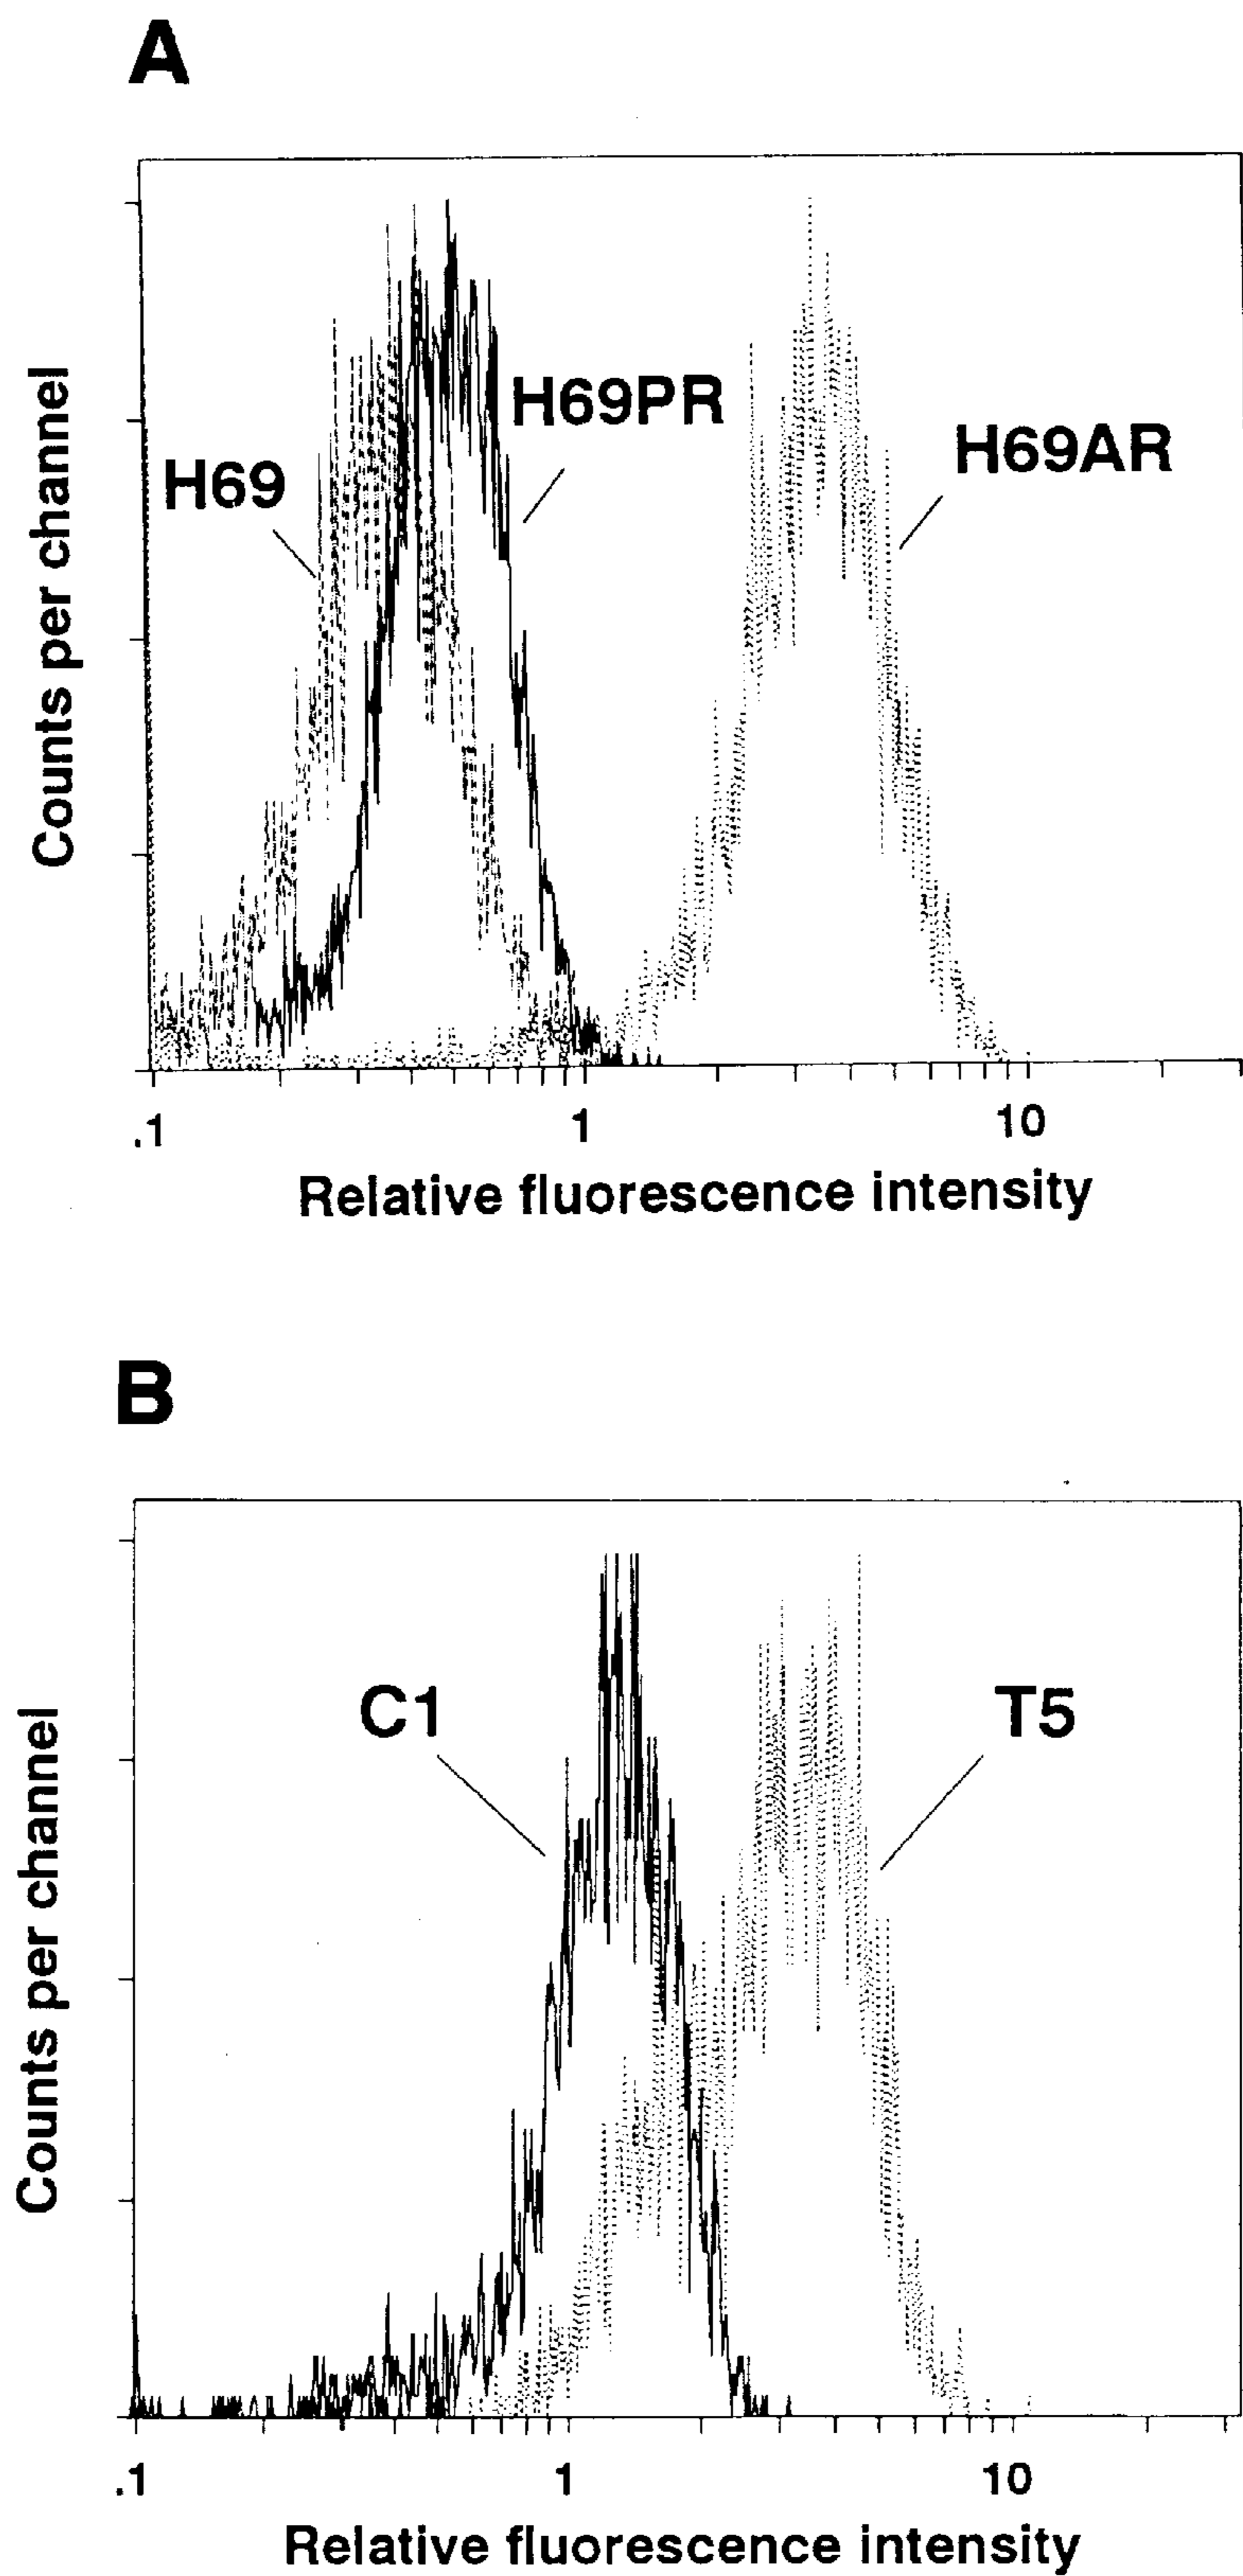 A
Counts per channel
H69PR
H69AR
H69
.1
1
10
Relative fluorescence intensity
B
Counts per channel
C1
T5
.1
1
10
Relative fluorescence intensity